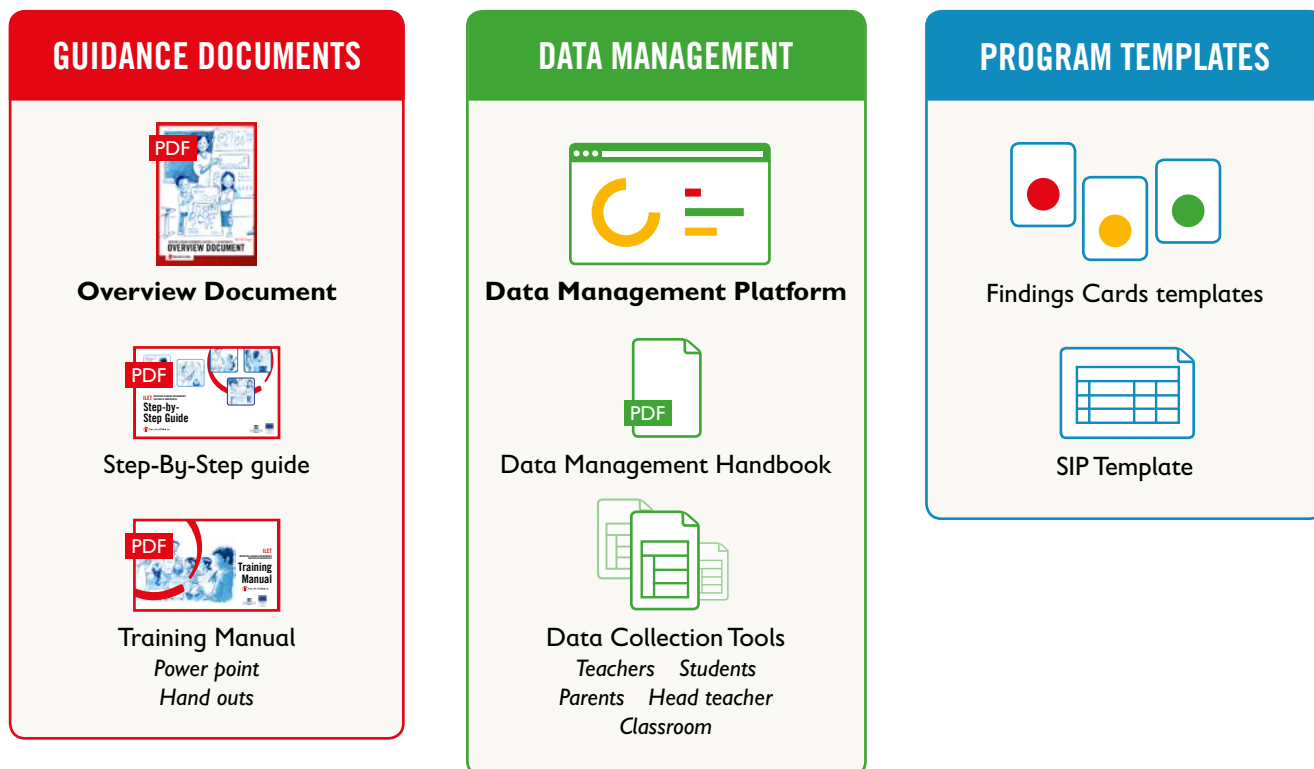 GUIDANCE DOCUMENTS
PDF
OVERVIEW DOCUMENT
Overview Document
PDF
ILET
Step-by-
Step Guide
Step-By-Step guide
PDF
ILET
Training
Manual
Training Manual
Power point
Hand outs
DATA MANAGEMENT
Data Management Platform
PDF
Data Management Handbook
Data Collection Tools
Teachers Students
Parents Head teacher
Classroom
PROGRAM TEMPLATES
Findings Cards templates
SIP Template